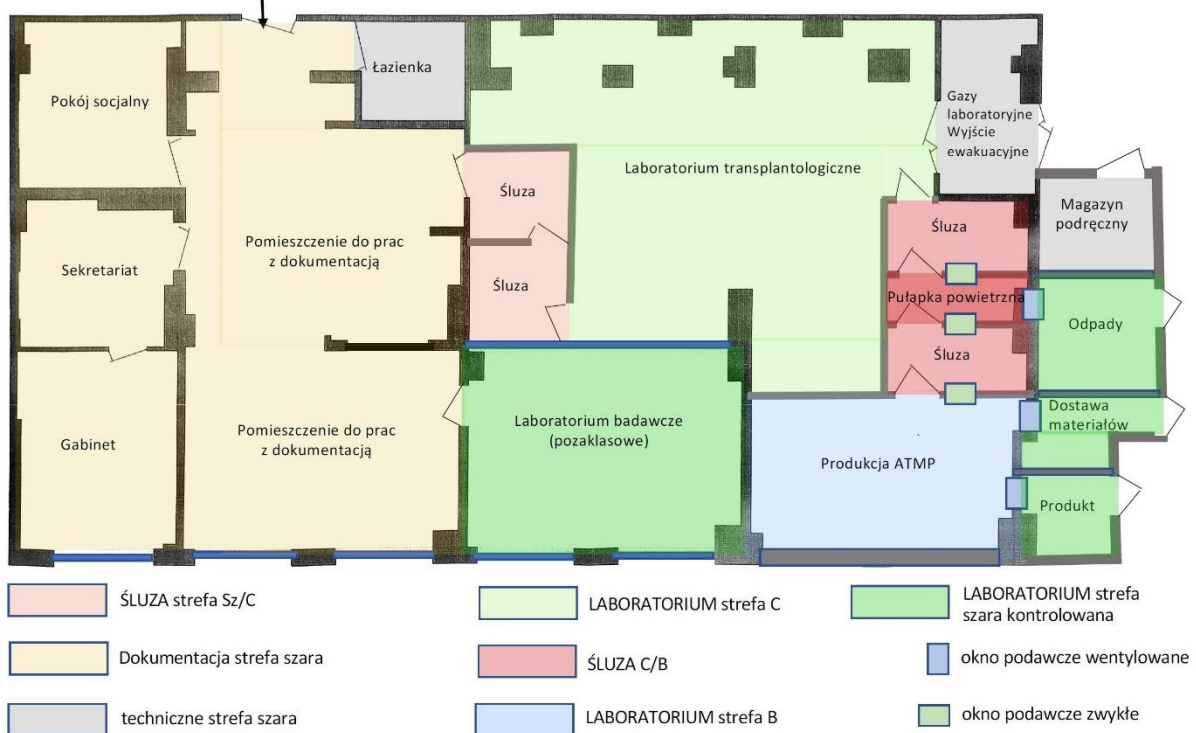 Łazienka
Pokój socjalny
Gazy
laboratoryjne
Wyjście
ewakuacyjne
Laboratorium transplantologiczne
Śluza
Magazyn
podręczny
Śluza
Pomieszczenie do prac
z dokumentacją
Sekretariat
Śluza
Pułapka powietrzna
Odpady
Śluza
Dostawa
materiałów
Laboratorium badawcze
(pozaklasowe)
Pomieszczenie do prac
z dokumentacją
Gabinet
Produkcja ATMP
Produkt
ŚLUZA strefa Sz/C
LABORATORIUM strefa C
LABORATORIUM strefa
szara kontrolowana
Dokumentacja strefa szara
ŚLUZA C/B
okno podawcze wentylowane
techniczne strefa szara
LABORATORIUM strefa B
okno podawcze zwykłe